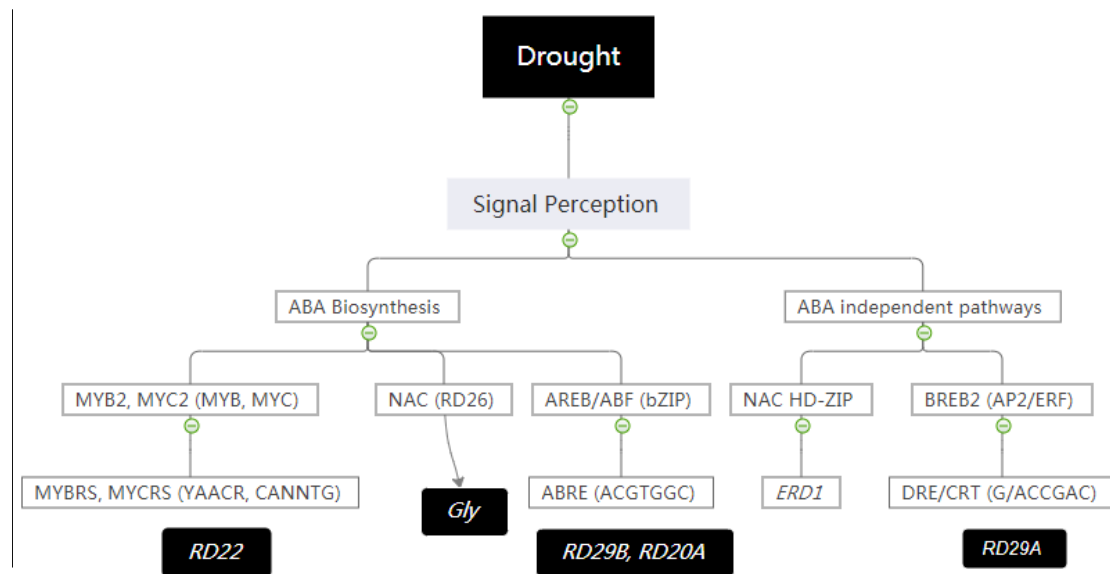 Drought
Signal Perception
ABA Biosynthesis
ABA independent pathways
MYB2, MYC2 (MYB, MYC)
NAC (RD26)
AREB/ABF (bZIP)
NAC HD-ZIP
BREB2 (AP2/ERF)
MYBRS, MYCRS (YAACR, CANNTG)
Gly
ABRE (ACGTGGC)
ERD1
DRE/CRT (G/ACCGAC)
RD22
RD29B, RD20A
RD29A